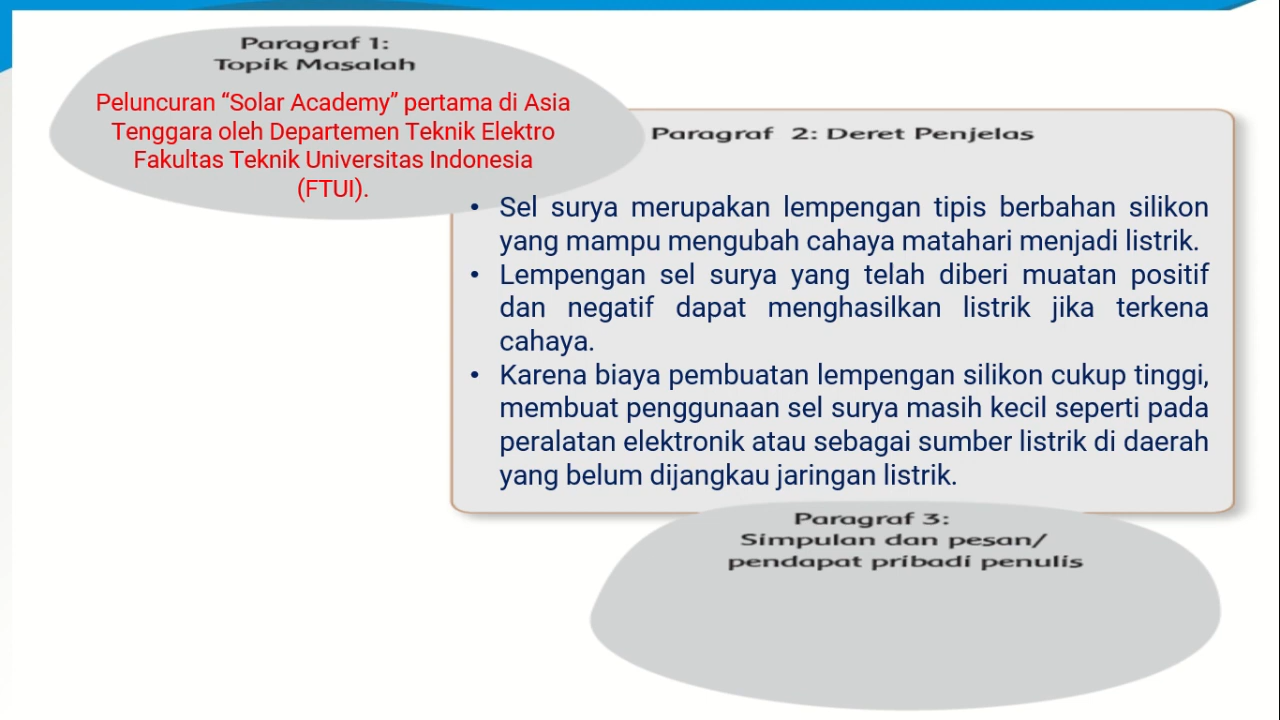 Paragraf 1:
Topik Masalah
Peluncuran “Solar Academy” pertama di Asia
Tenggara oleh Departemen Teknik Elektro
Fakultas Teknik Universitas Indonesia
(FTUI).
Paragraf 2: Deret Penjelas
• Sel surya merupakan lempengan tipis berbahan silikon
yang mampu mengubah cahaya matahari menjadi listrik.
• Lempengan sel surya yang telah diberi muatan positif
dan negatif dapat menghasilkan listrik jika terkena
cahaya.
• Karena biaya pembuatan lempengan silikon cukup tinggi,
membuat penggunaan sel surya masih kecil seperti pada
peralatan elektronik atau sebagai sumber listrik di daerah
yang belum dijangkau jaringan listrik.
Paragraf 3:
Simpulan dan pesan/
pendapat pribadi penulis